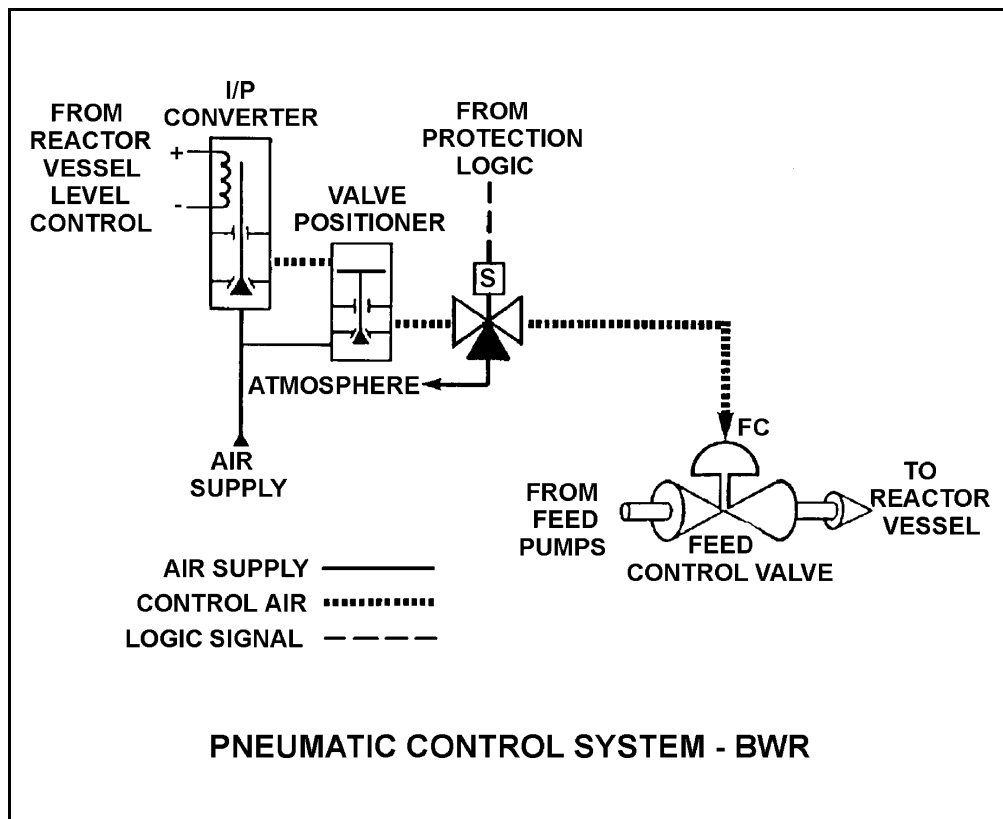 I/P
CONVERTER
FROM
REACTOR
VESSEL
LEVEL
CONTROL
+
-
FROM
PROTECTION
LOGIC
VALVE
POSITIONER
S
ATMOSPHERE
AIR
SUPPLY
FC
FROM
FEED
PUMPS
TO
REACTOR
VESSEL
FEED
CONTROL VALVE
AIR SUPPLY
CONTROL AIR
LOGIC SIGNAL
PNEUMATIC CONTROL SYSTEM - BWR